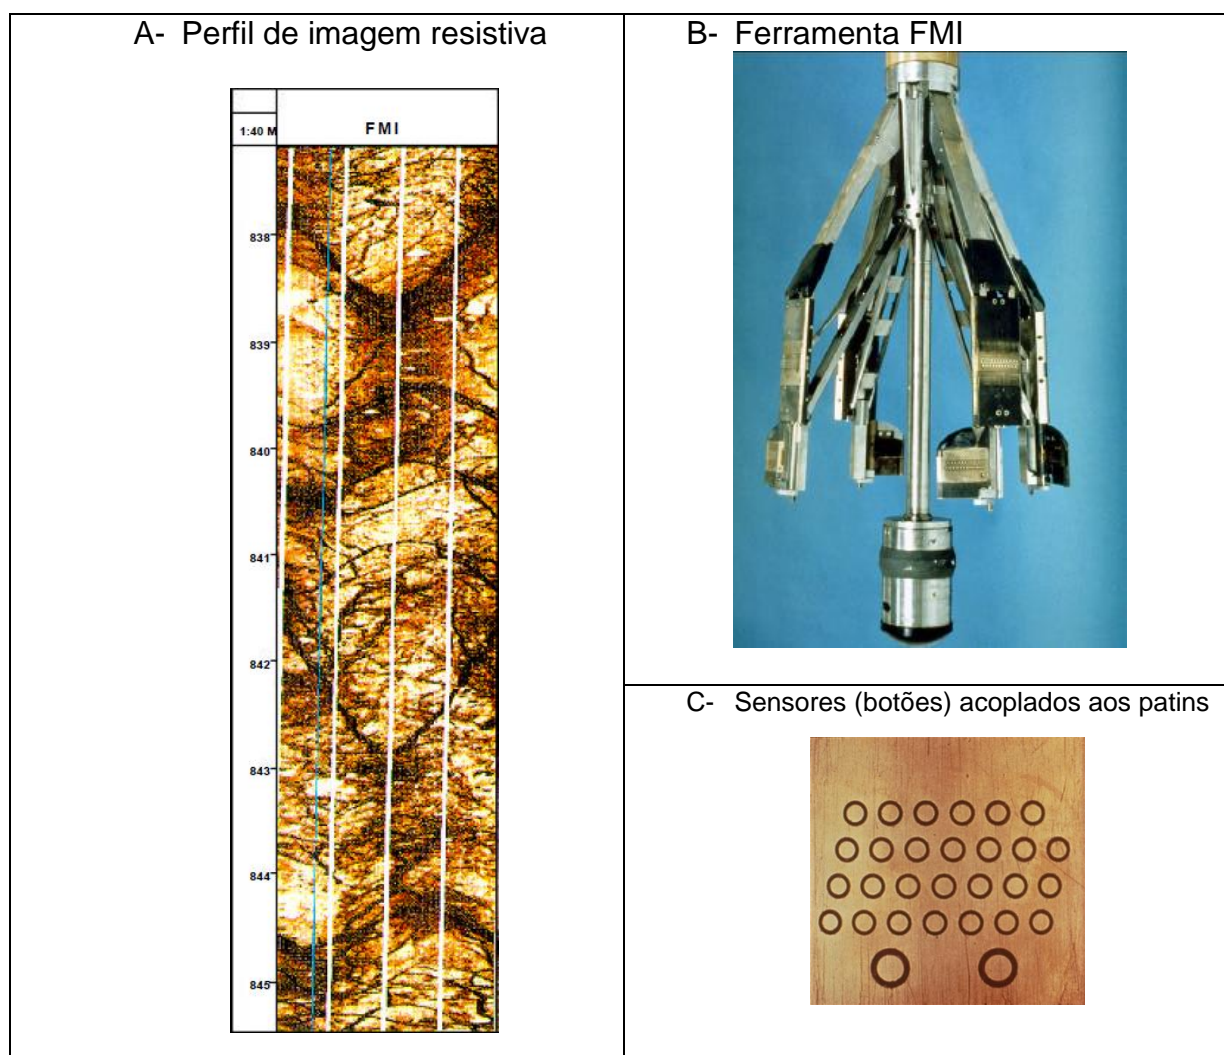 A- Perfil de imagem resistiva
1:40 M
FMI
838
839
840
841
842
843
844
845
B- Ferramenta FMI
C- Sensores (botões) acoplados aos patins